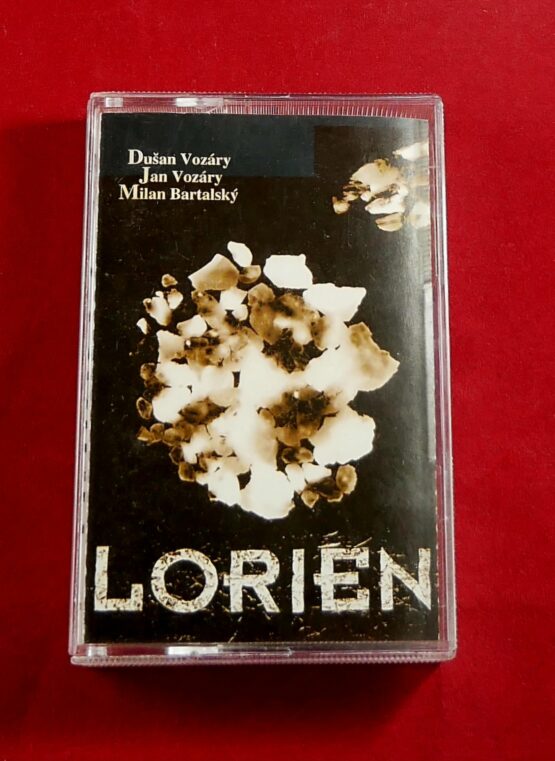 Dušan Vozáry
Jan Vozáry
Milan Bartalský
LORIEN